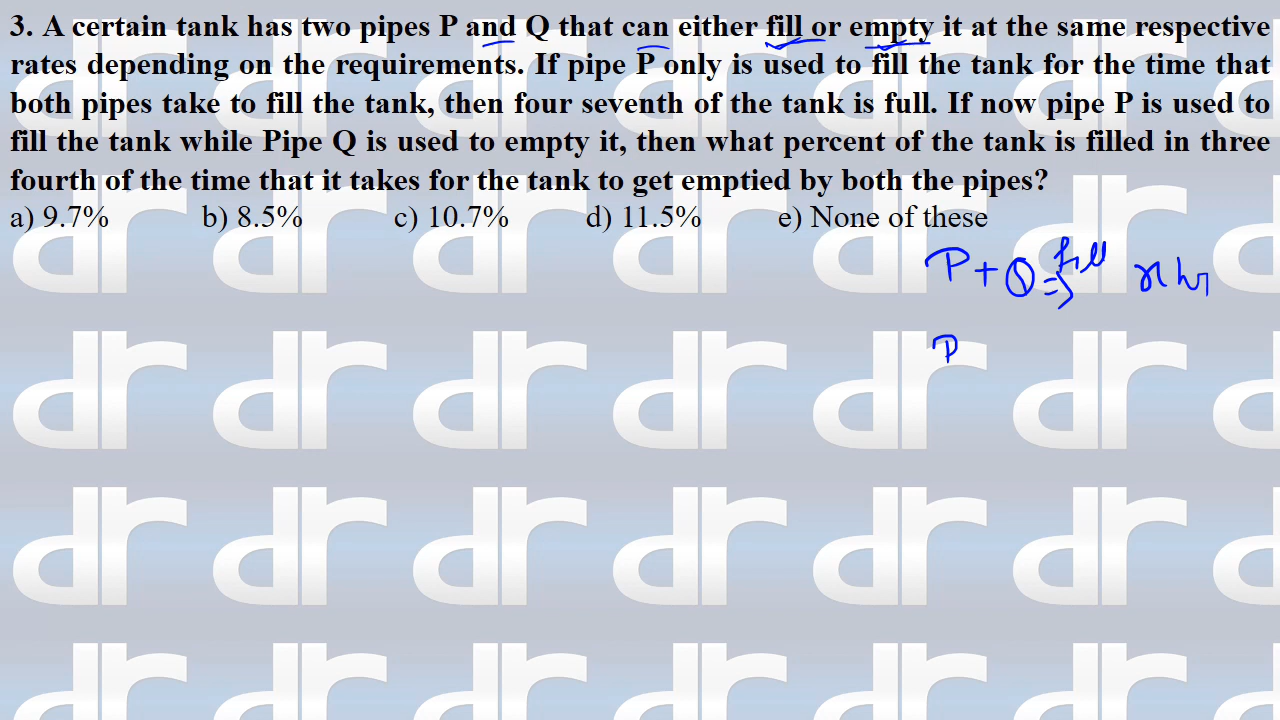 3. A certain tank has two pipes P and Q that can either fill or empty it at the same respective
rates depending on the requirements. If pipe P only is used to fill the tank for the time that
both pipes take to fill the tank, then four seventh of the tank is full. If now pipe P is used to
fill the tank while Pipe Q is used to empty it, then what percent of the tank is filled in three
fourth of the time that it takes for the tank to get emptied by both the pipes?
a) 9.7% b) 8.5% c) 10.7% d) 11.5% e) None of these
P + Q => fill x hr
P